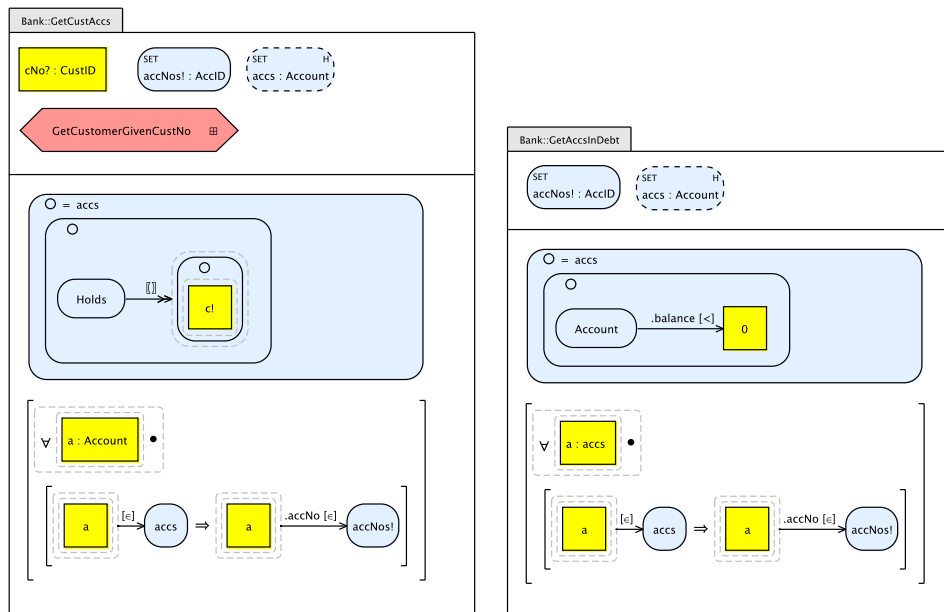 Bank::GetCustAccs
cNo? : CustID
SET
accNos! : AccID
SET H
accs : Account
GetCustomerGivenCustNo ⊞
= accs
Holds
⟦⟧
c!
∀ a : Account •
a [∈] accs ⇒ a .accNo [∈] accNos!
Bank::GetAccsInDebt
SET
accNos! : AccID
SET H
accs : Account
= accs
Account .balance [<] 0
∀ a : accs •
a [∈] accs ⇒ a .accNo [∈] accNos!